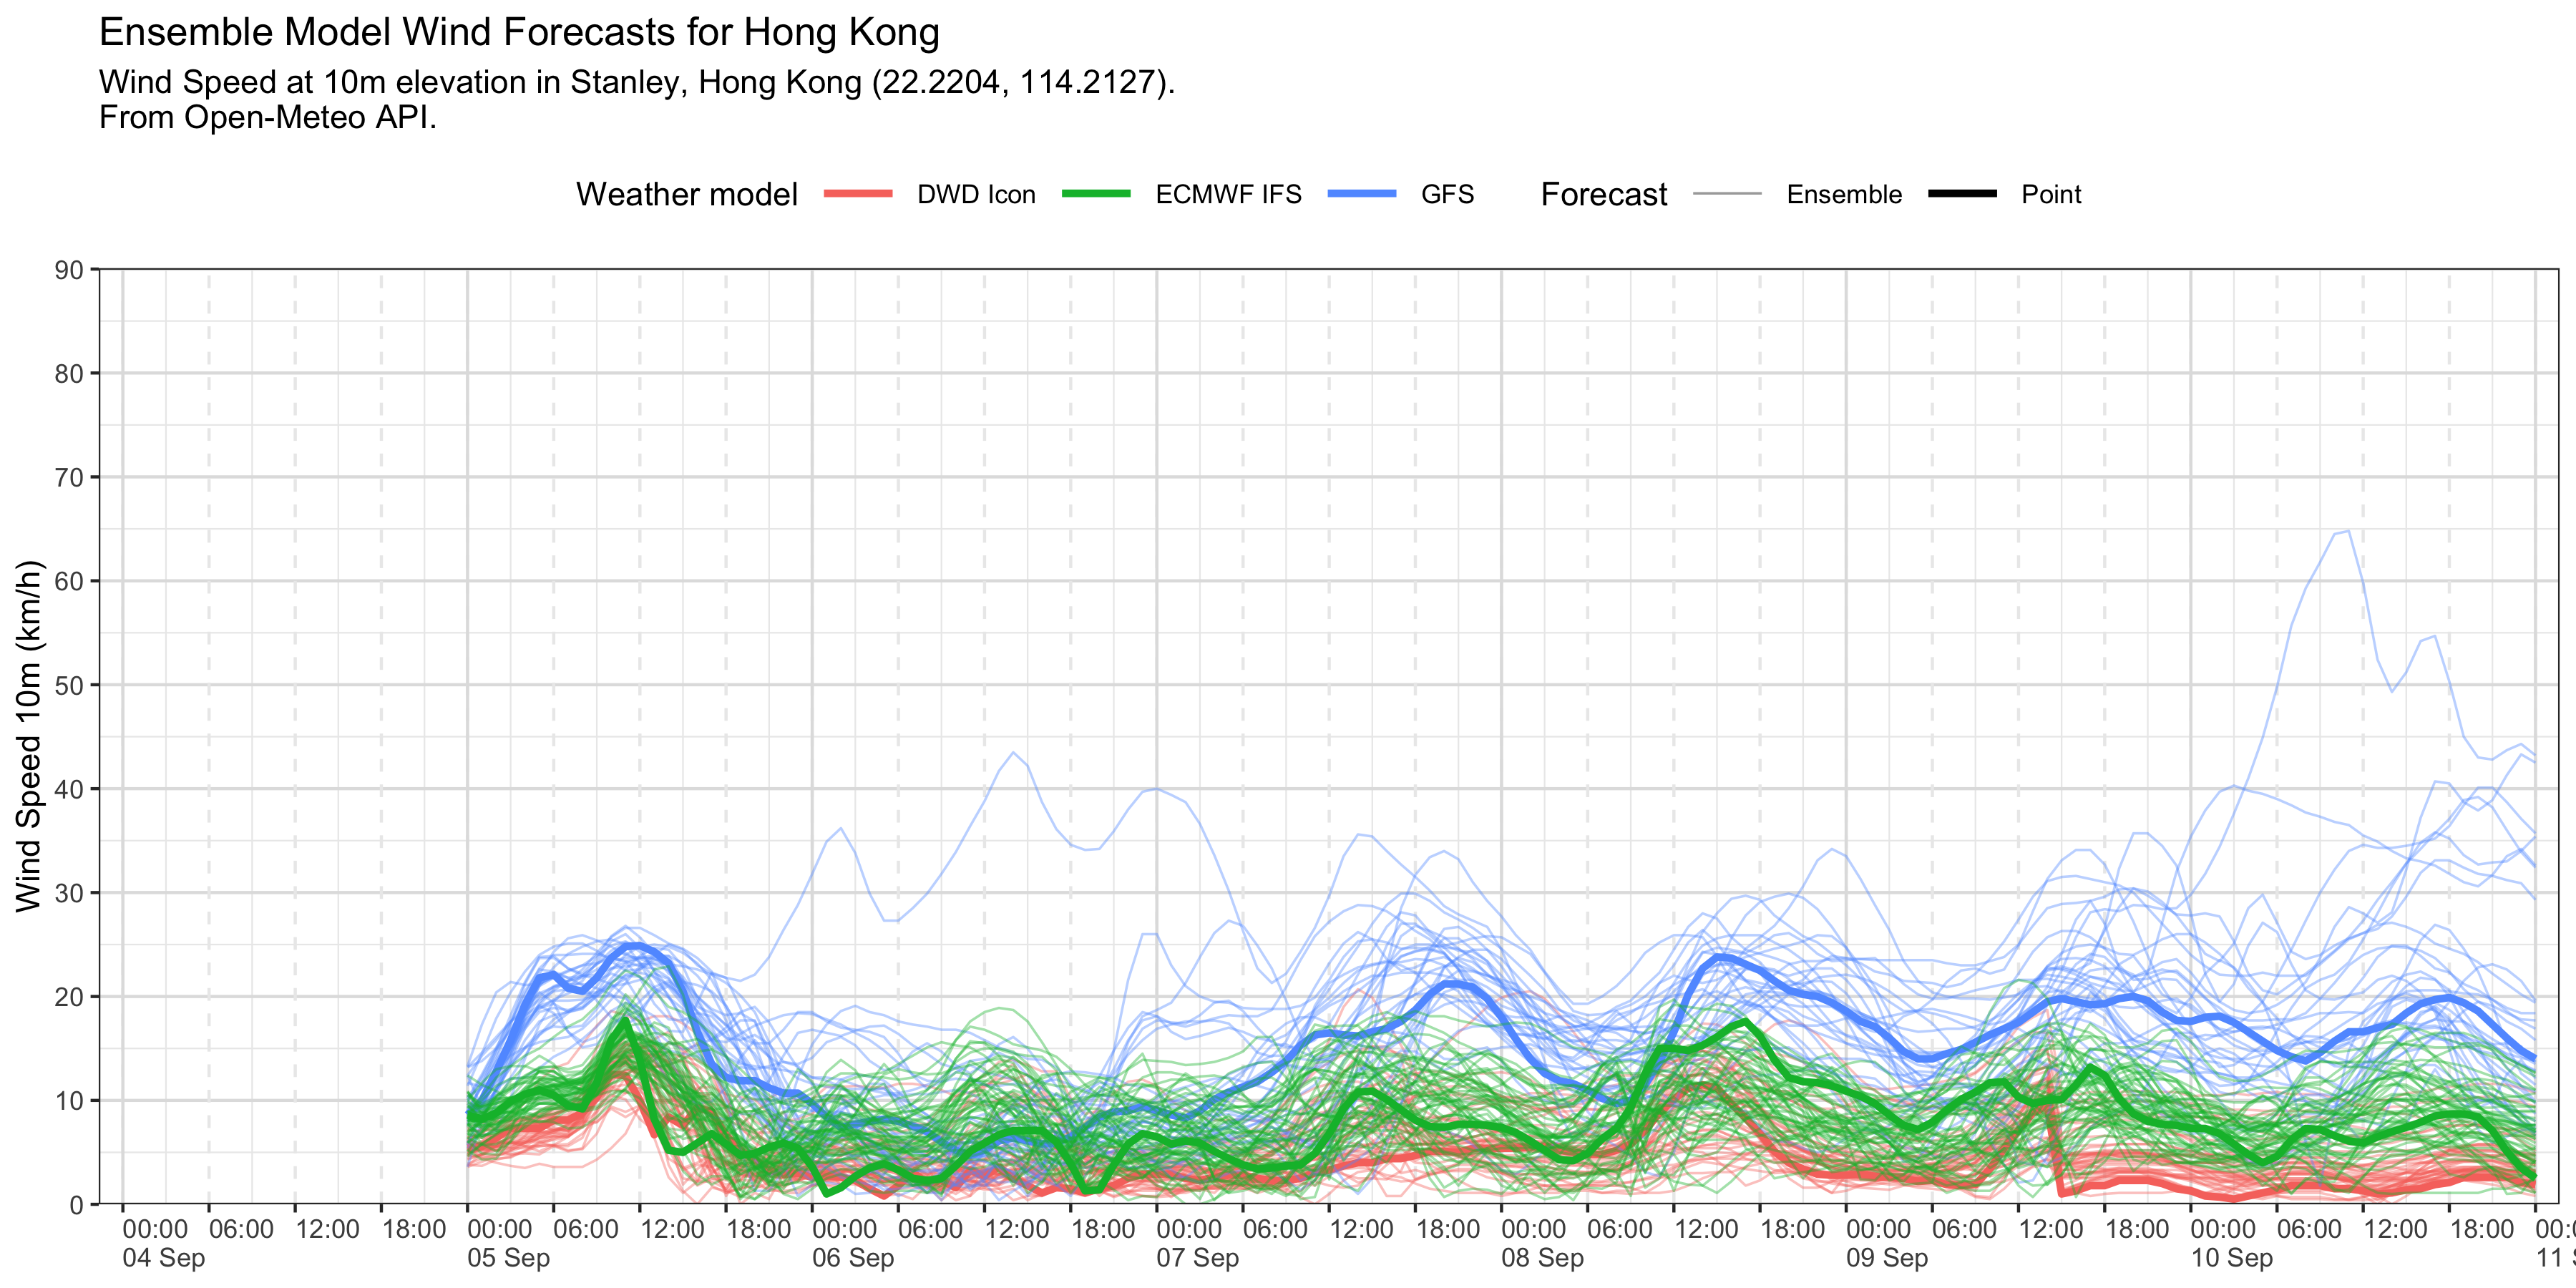 Ensemble Model Wind Forecasts for Hong Kong
Wind Speed at 10m elevation in Stanley, Hong Kong (22.2204, 114.2127).
From Open-Meteo API.
Weather model DWD Icon ECMWF IFS GFS Forecast Ensemble Point
Wind Speed 10m (km/h)
90
80
70
60
50
40
30
20
10
0
00:00 06:00 12:00 18:00 00:00 06:00 12:00 18:00 00:00 06:00 12:00 18:00 00:00 06:00 12:00 18:00 00:00 06:00 12:00 18:00 00:00 06:00 12:00 18:00 00:00 06:00 12:00 18:00 00:
04 Sep 05 Sep 06 Sep 07 Sep 08 Sep 09 Sep 10 Sep 11